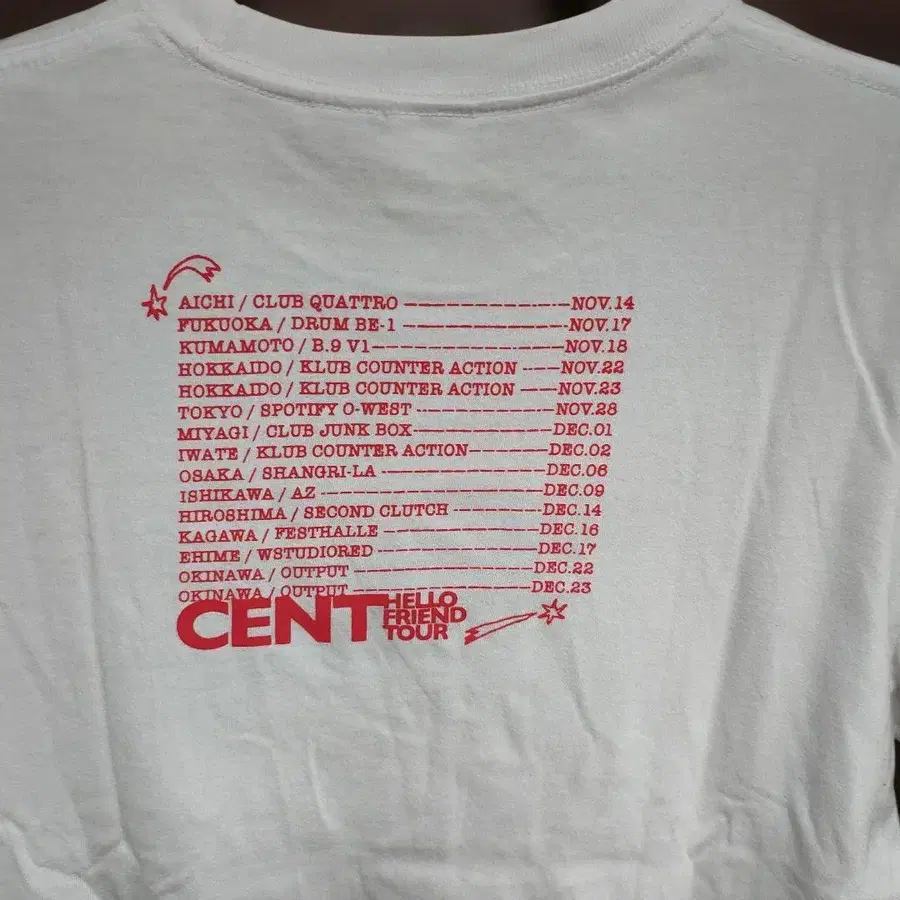 AICHI / CLUB QUATTRO ---------------- NOV.14
FUKUOKA / DRUM BE-1 ---------------- NOV.17
KUMAMOTO / B.9 V1------------------- NOV.18
HOKKAIDO / KLUB COUNTER ACTION ---- NOV.22
HOKKAIDO / KLUB COUNTER ACTION ---- NOV.23
TOKYO / SPOTIFY O-WEST -------------- NOV.28
MIYAGI / CLUB JUNK BOX-------------- DEC.01
IWATE / KLUB COUNTER ACTION-------- DEC.02
OSAKA / SHANGRI-LA ---------------- DEC.06
ISHIKAWA / AZ ---------------------- DEC.09
HIROSHIMA / SECOND CLUTCH --------- DEC.14
KAGAWA / FESTHALLE ---------------- DEC.16
EHIME / WSTUDIORED ---------------- DEC.17
OKINAWA / OUTPUT ------------------ DEC.22
OKINAWA / OUTPUT ------------------ DEC.23
CENT HELLO
FRIEND
TOUR